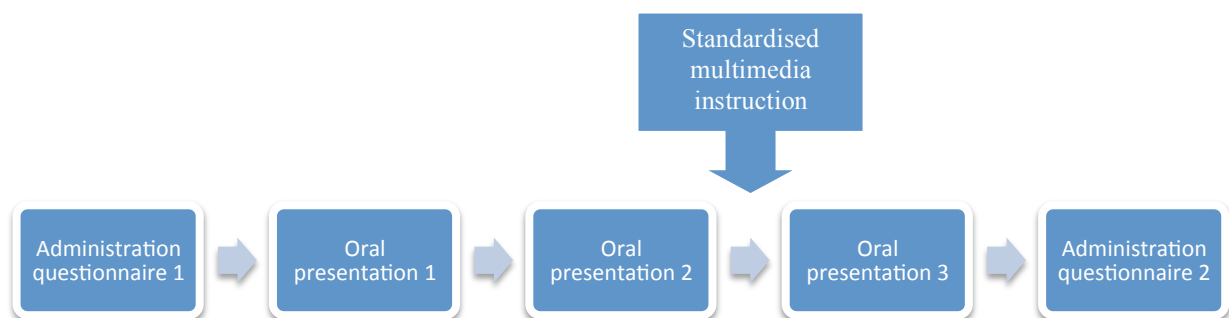 Standardised
multimedia
instruction
Administration
questionnaire 1
Oral
presentation 1
Oral
presentation 2
Oral
presentation 3
Administration
questionnaire 2